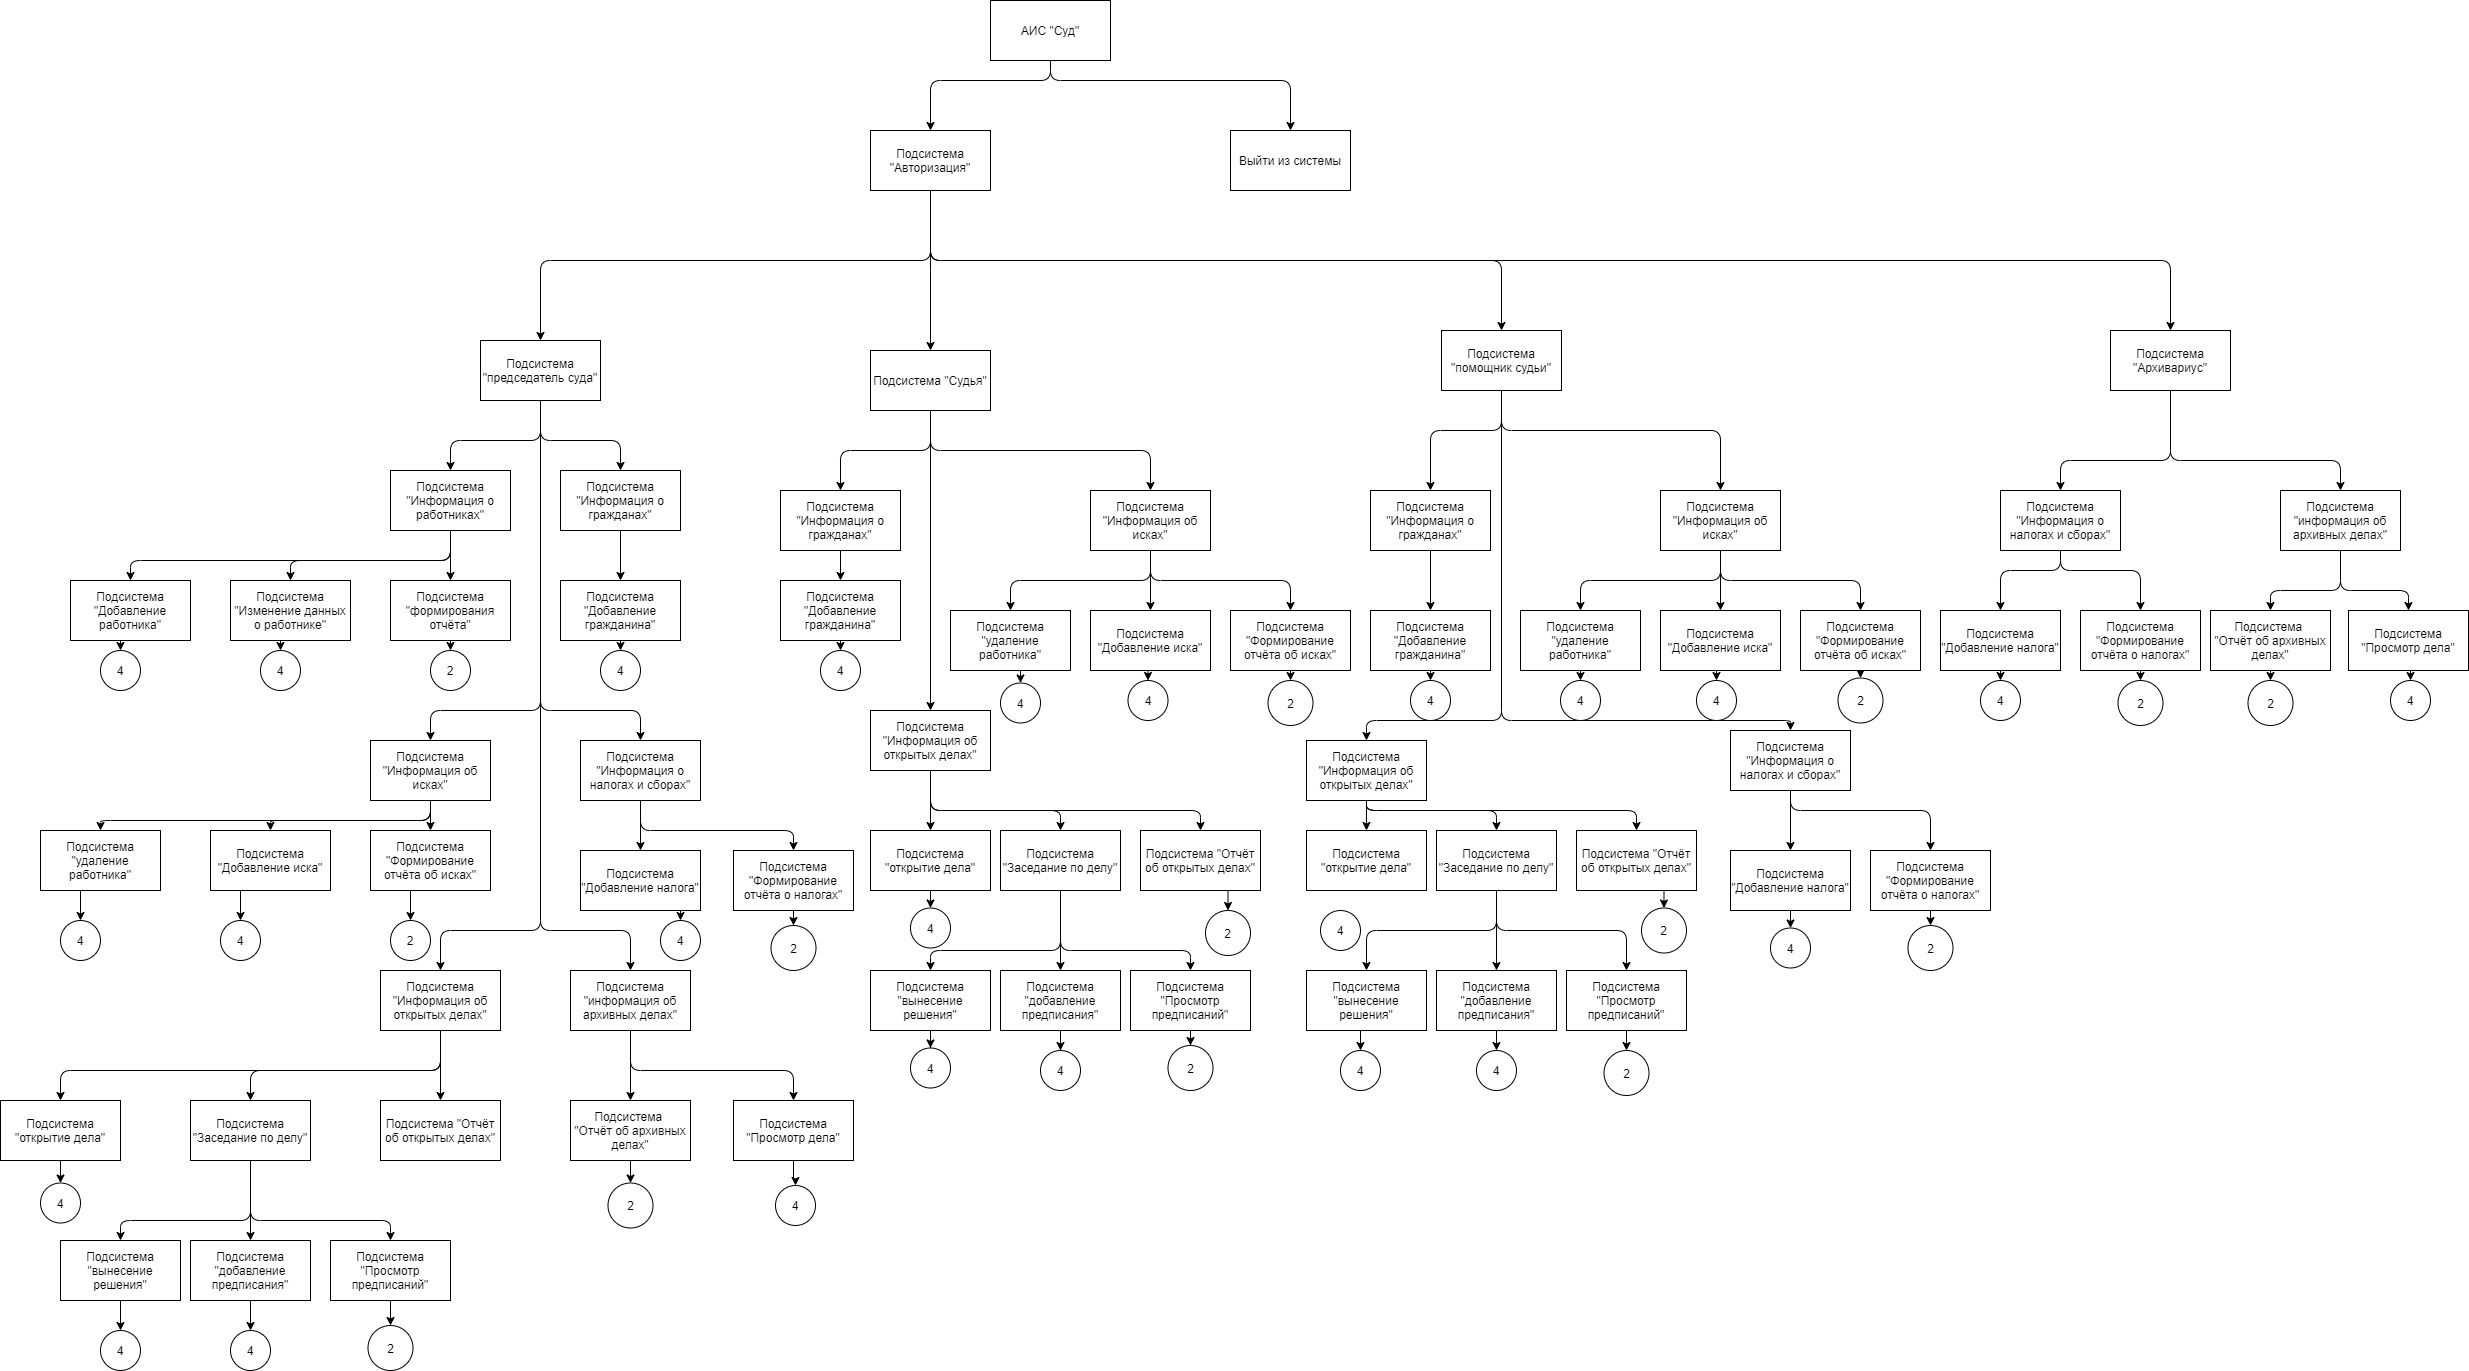 АИС "Суд"
Подсистема
"Авторизация"
Выйти из системы
Подсистема
"председатель суда"
Подсистема "Судья"
Подсистема
"помощник судьи"
Подсистема
"Архивариус"
Подсистема
"Информация о
работниках"
Подсистема
"Информация о
гражданах"
Подсистема
"Информация о
гражданах"
Подсистема
"Информация об
исках"
Подсистема
"Информация о
гражданах"
Подсистема
"Информация об
исках"
Подсистема
"Информация о
налогах и сборах"
Подсистема
"информация об
архивных делах"
Подсистема
"Добавление
работника"
Подсистема
"Изменение данных
о работнике"
Подсистема
"формирования
отчёта"
Подсистема
"Добавление
гражданина"
Подсистема
"Добавление
гражданина"
Подсистема
"удаление
работника"
Подсистема
"Добавление иска"
Подсистема
"Формирование
отчёта об исках"
Подсистема
"Добавление
гражданина"
Подсистема
"удаление
работника"
Подсистема
"Добавление иска"
Подсистема
"Формирование
отчёта об исках"
Подсистема
"Добавление налога"
Подсистема
"Формирование
отчёта о налогах"
Подсистема
"Отчёт об архивных
делах"
Подсистема
"Просмотр дела"
4
4
2
4
4
4
4
2
4
4
4
2
4
2
2
4
Подсистема
"Информация об
исках"
Подсистема
"Информация о
налогах и сборах"
Подсистема
"Информация об
открытых делах"
Подсистема
"Информация об
открытых делах"
Подсистема
"Информация о
налогах и сборах"
Подсистема
"удаление
работника"
Подсистема
"Добавление иска"
Подсистема
"Формирование
отчёта об исках"
Подсистема
"Добавление налога"
Подсистема
"Формирование
отчёта о налогах"
Подсистема
"открытие дела"
Подсистема
"Заседание по делу"
Подсистема "Отчёт
об открытых делах"
Подсистема
"открытие дела"
Подсистема
"Заседание по делу"
Подсистема "Отчёт
об открытых делах"
Подсистема
"Добавление налога"
Подсистема
"Формирование
отчёта о налогах"
4
4
2
4
2
4
2
4
2
4
2
Подсистема
"Информация об
открытых делах"
Подсистема
"информация об
архивных делах"
Подсистема
"вынесение
решения"
Подсистема
"добавление
предписания"
Подсистема
"Просмотр
предписаний"
Подсистема
"вынесение
решения"
Подсистема
"добавление
предписания"
Подсистема
"Просмотр
предписаний"
4
4
2
4
4
2
Подсистема
"открытие дела"
Подсистема
"Заседание по делу"
Подсистема "Отчёт
об открытых делах"
Подсистема
"Отчёт об архивных
делах"
Подсистема
"Просмотр дела"
4
2
4
Подсистема
"вынесение
решения"
Подсистема
"добавление
предписания"
Подсистема
"Просмотр
предписаний"
4
4
2